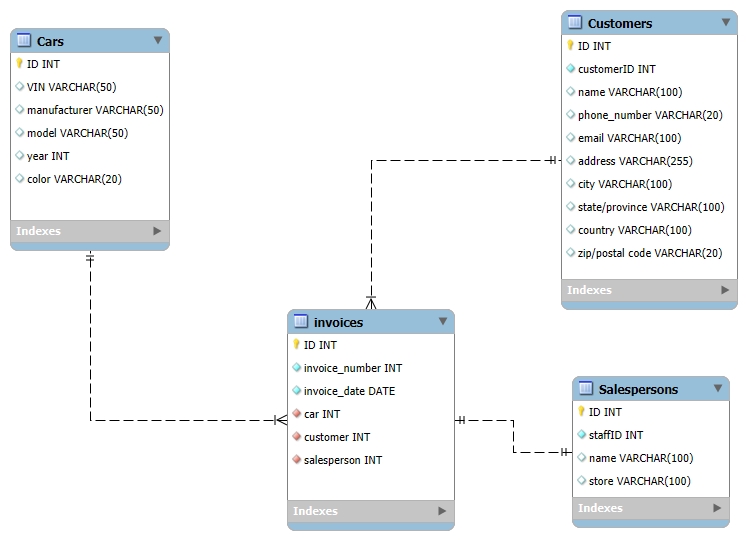 Cars
ID INT
VIN VARCHAR(50)
manufacturer VARCHAR(50)
model VARCHAR(50)
year INT
color VARCHAR(20)
Indexes
Customers
ID INT
customerID INT
name VARCHAR(100)
phone_number VARCHAR(20)
email VARCHAR(100)
address VARCHAR(255)
city VARCHAR(100)
state/province VARCHAR(100)
country VARCHAR(100)
zip/postal code VARCHAR(20)
Indexes
invoices
ID INT
invoice_number INT
invoice_date DATE
car INT
customer INT
salesperson INT
Indexes
Salespersons
ID INT
staffID INT
name VARCHAR(100)
store VARCHAR(100)
Indexes